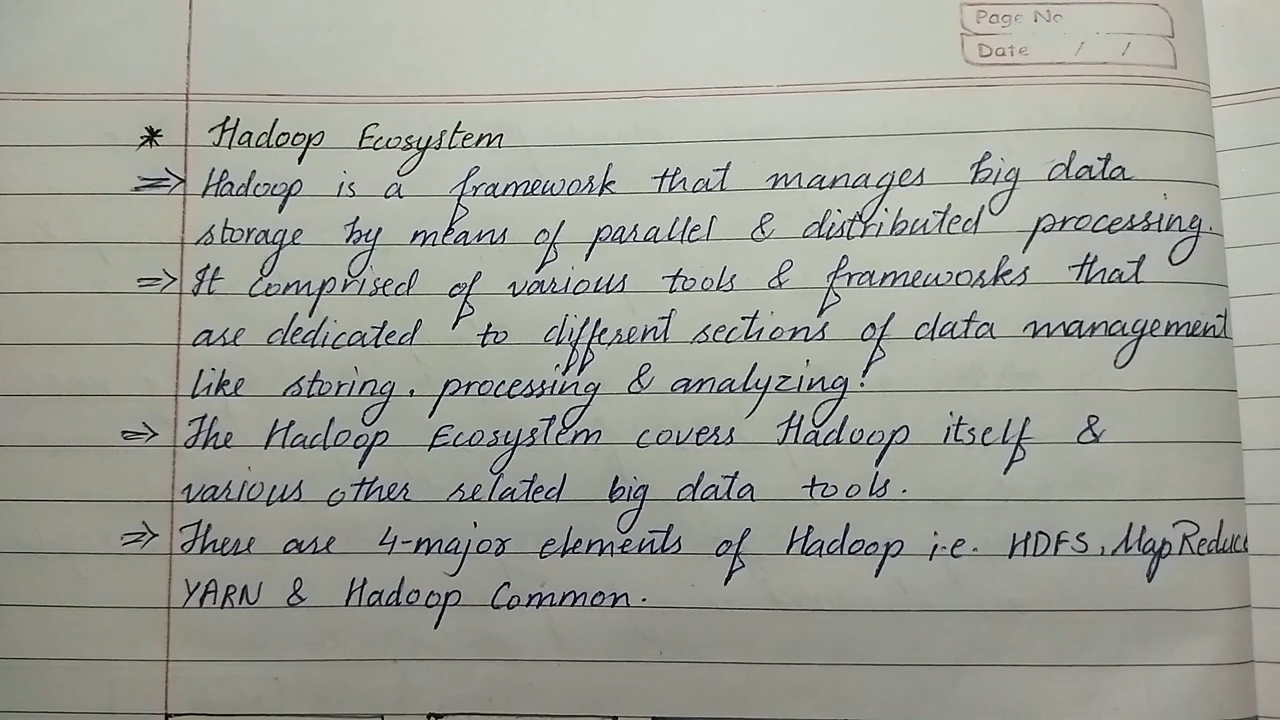 Page No
Date / /
* Hadoop Ecosystem
⇒ Hadoop is a framework that manages big data
storage by means of parallel & distributed processing.
⇒ It comprised of various tools & frameworks that
are dedicated to different sections of data management
like storing, processing & analyzing.
⇒ The Hadoop Ecosystem covers Hadoop itself &
various other related big data tools.
⇒ There are 4-major elements of Hadoop i.e. HDFS, MapReduce
YARN & Hadoop Common.